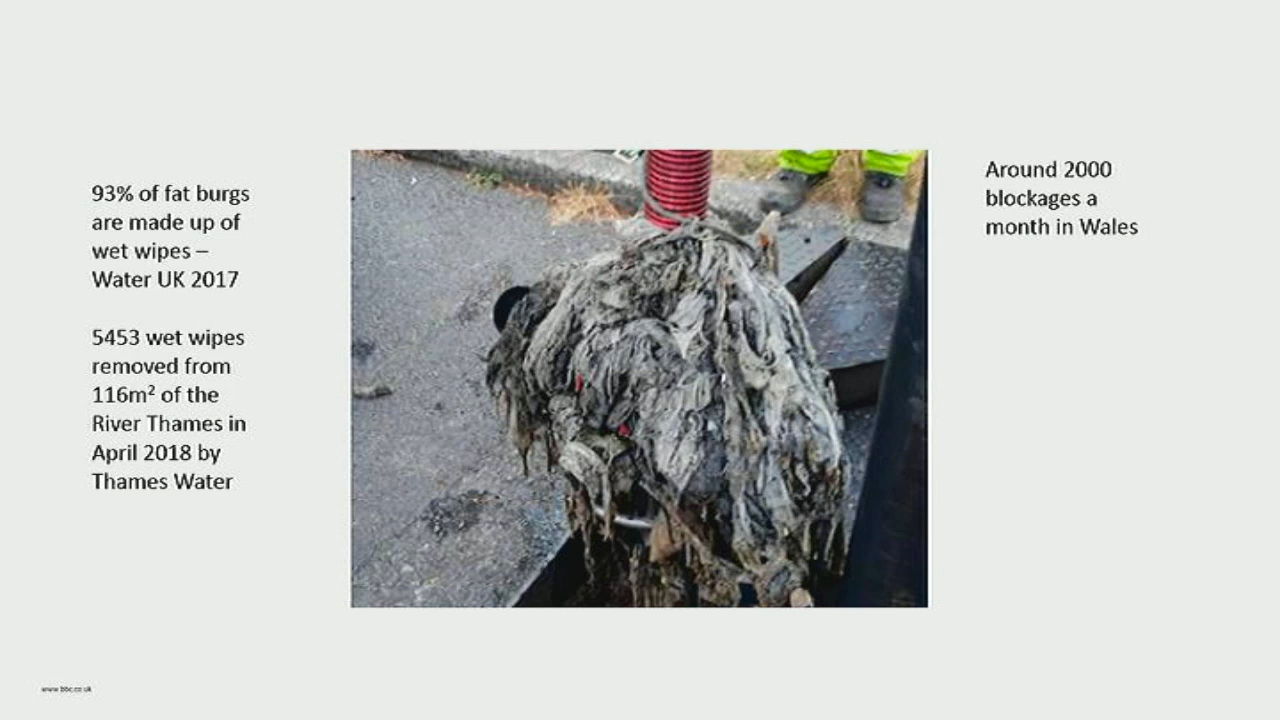 93% of fat burgs
are made up of
wet wipes –
Water UK 2017
5453 wet wipes
removed from
116m² of the
River Thames in
April 2018 by
Thames Water
Around 2000
blockages a
month in Wales
www.bbc.co.uk